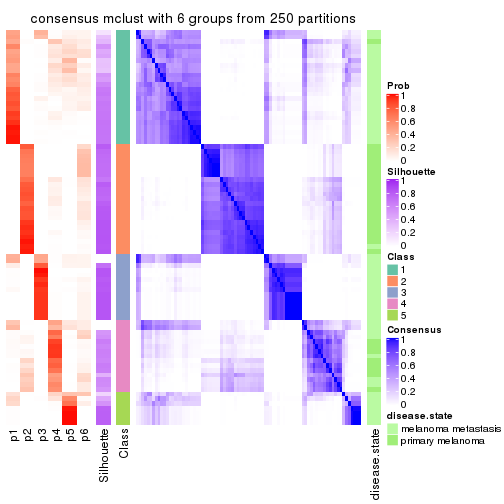 consensus mclust with 6 groups from 250 partitions
Prob
1
0.8
0.6
0.4
0.2
0
Silhouette
1
0.8
0.6
0.4
0.2
0
Class
1
2
3
4
5
Consensus
1
0.8
0.6
0.4
0.2
0
disease.state
melanoma metastasis
primary melanoma
p1
p2
p3
p4
p5
p6
Silhouette
Class
disease.state